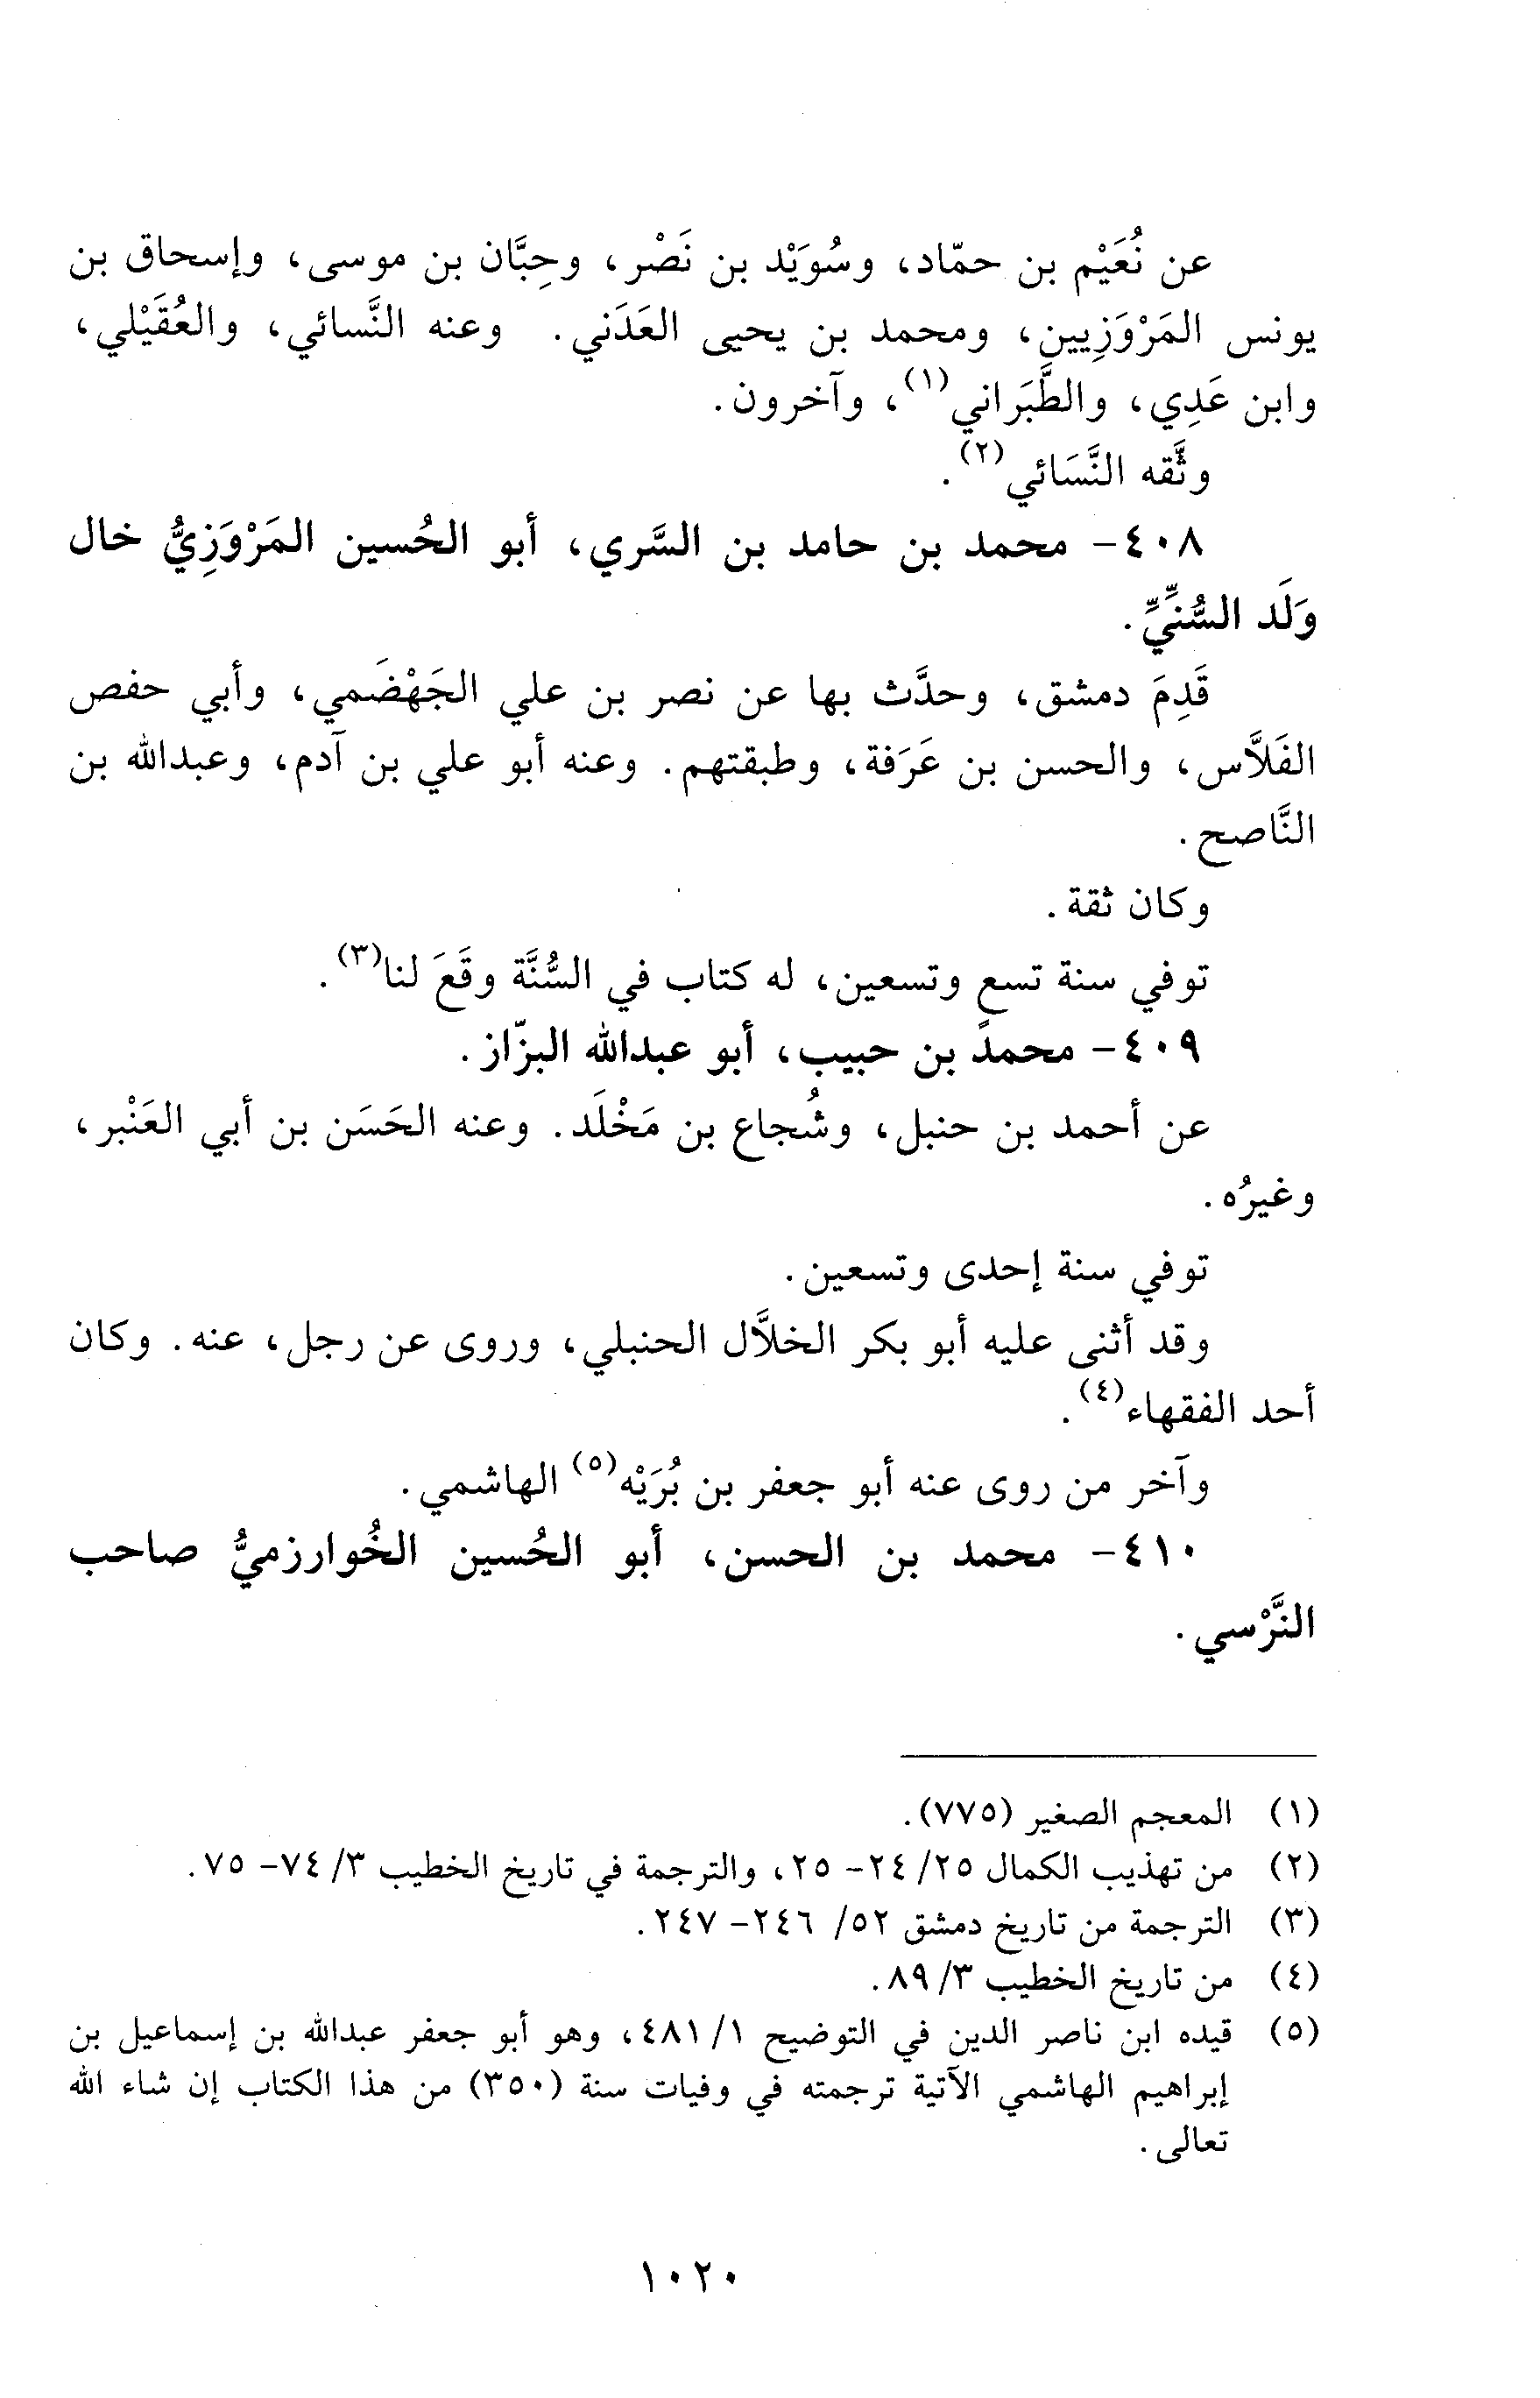 عن نُعَيْم بن حمّاد، وسُوَيْد بن نَصْر، وحِبَّان بن موسى، وإسحاق بن
يونس المَرْوَزِيين، ومحمد بن يحيى العَدَني. وعنه النَّسائي، والعُقَيْلي،
وابن عَدِي، والطَّبَراني(١)، وآخرون.
وثَّقه النَّسَائي(٢).
٤٠٨- محمد بن حامد بن السَّري، أبو الحُسين المَرْوَزِيُّ خال
وَلَد السُّنِّيِّ.
قَدِمَ دمشق، وحدَّث بها عن نصر بن علي الجَهْضَمي، وأبي حفص
الفَلاَّس، والحسن بن عَرَفة، وطبقتهم. وعنه أبو علي بن آدم، وعبدالله بن
النَّاصح.
وكان ثقة.
توفي سنة تسع وتسعين، له كتاب في السُّنَّة وقَعَ لنا(٣).
٤٠٩- محمدُ بن حبيب، أبو عبدالله البزّاز.
عن أحمد بن حنبل، وشُجاع بن مَخْلَد. وعنه الحَسَن بن أبي العَنْبر،
وغيرُه.
توفي سنة إحدى وتسعين.
وقد أثنى عليه أبو بكر الخلاَّل الحنبلي، وروى عن رجل، عنه. وكان
أحد الفقهاء(٤).
وآخر من روى عنه أبو جعفر بن بُرَيْه(٥) الهاشمي.
٤١٠- محمد بن الحسن، أبو الحُسين الخُوارزميُّ صاحب
النَّرْسي.
(١) المعجم الصغير (٧٧٥).
(٢) من تهذيب الكمال ٢٥/ ٢٤- ٢٥، والترجمة في تاريخ الخطيب ٣/ ٧٤- ٧٥.
(٣) الترجمة من تاريخ دمشق ٥٢/ ٢٤٦- ٢٤٧.
(٤) من تاريخ الخطيب ٣/ ٨٩.
(٥) قيده ابن ناصر الدين في التوضيح ١/ ٤٨١، وهو أبو جعفر عبدالله بن إسماعيل بن
إبراهيم الهاشمي الآتية ترجمته في وفيات سنة (٣٥٠) من هذا الكتاب إن شاء الله
تعالى.
١٠٢٠